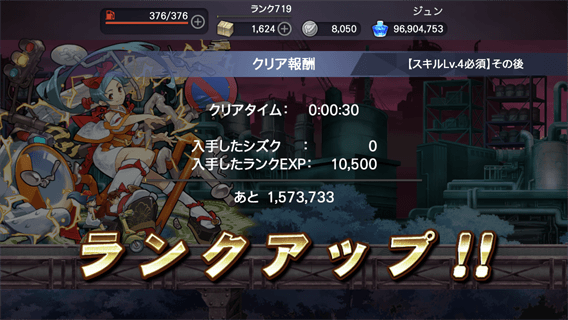 ランク719
ジュン
376/376
1,624
8,050
96,904,753
クリア報酬
【スキルLv.4必須】その後
クリアタイム： 0:00:30
入手したシズク ： 0
入手したランクEXP： 10,500
あと 1,573,733
ランクアップ!!